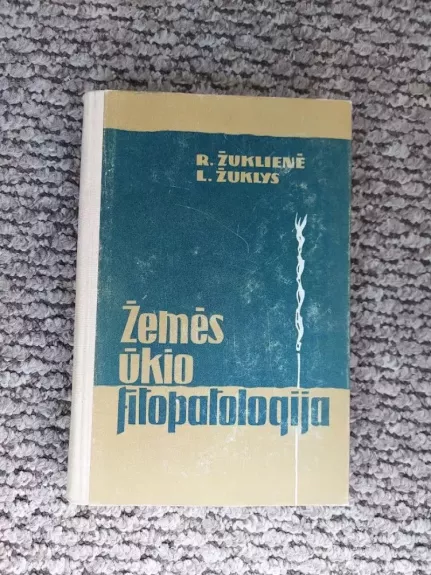 R. ŽUKLIENĖ
L. ŽUKLYS
Žemės
ūkio
fitopatologija